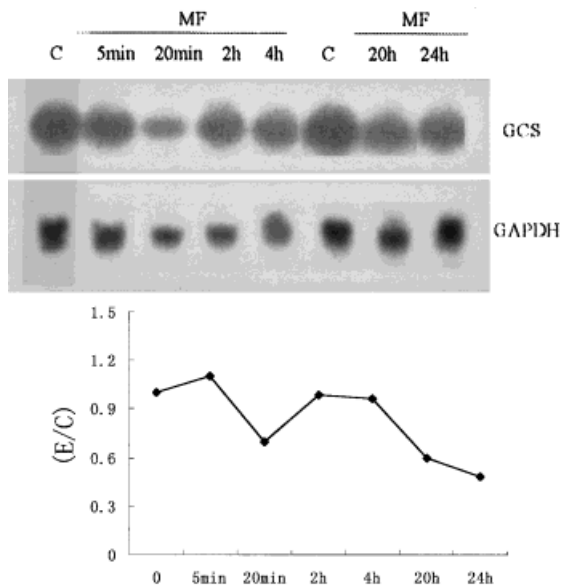 MF MF
C 5min 20min 2h 4h C 20h 24h
GCS
GAPDH
1.5
1.2
0.9
0.6
0.3
0
(E/C)
0 5min 20min 2h 4h 20h 24h